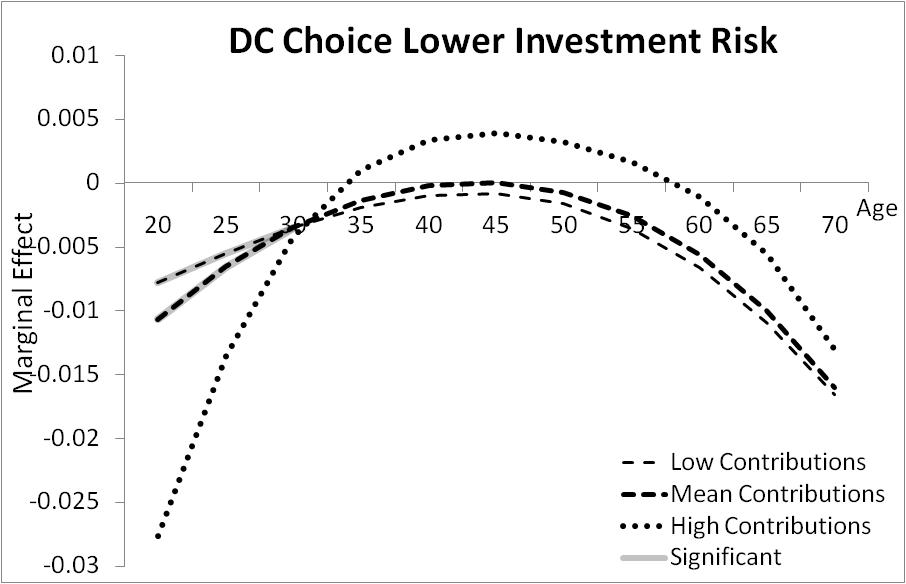 DC Choice Lower Investment Risk
0.01
0.005
0
-0.005
-0.01
-0.015
-0.02
-0.025
-0.03
Marginal Effect
20 25 30 35 40 45 50 55 60 65 70
Age
Low Contributions
Mean Contributions
High Contributions
Significant